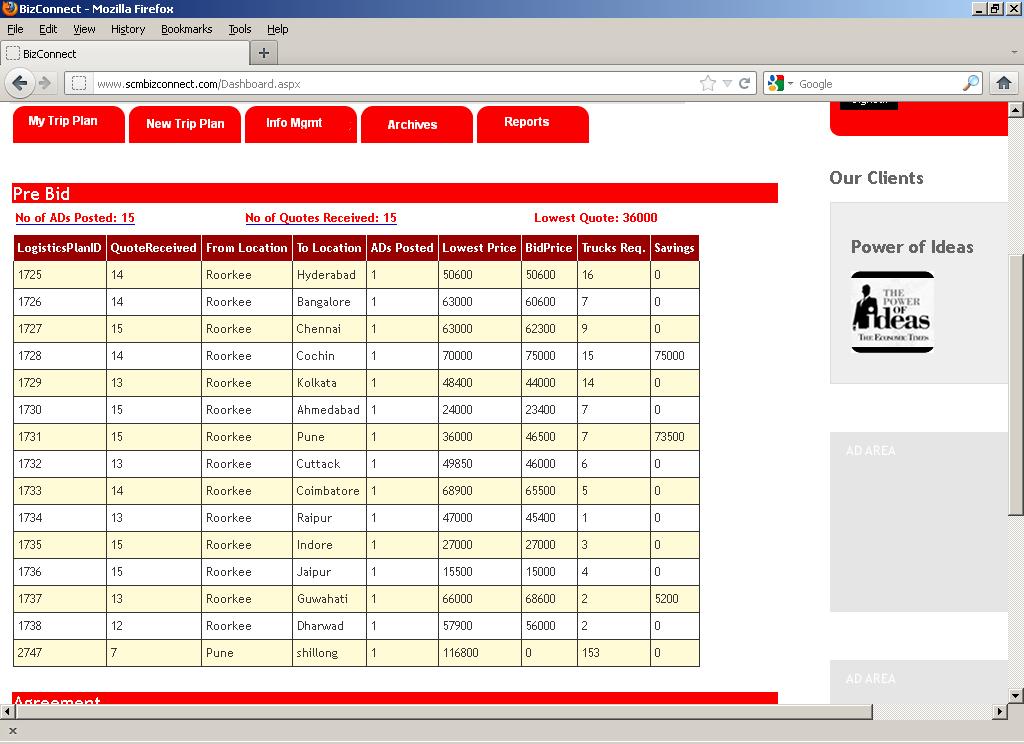 BizConnect - Mozilla Firefox
File Edit View History Bookmarks Tools Help
BizConnect
www.scmbizconnect.com/Dashboard.aspx
Google
My Trip Plan New Trip Plan Info Mgmt Archives Reports
Pre Bid
No of ADs Posted: 15 No of Quotes Received: 15 Lowest Quote: 36000
LogisticsPlanID QuoteReceived From Location To Location ADs Posted Lowest Price BidPrice Trucks Req. Savings
1725 14 Roorkee Hyderabad 1 50600 50600 16 0
1726 14 Roorkee Bangalore 1 63000 60600 7 0
1727 15 Roorkee Chennai 1 63000 62300 9 0
1728 14 Roorkee Cochin 1 70000 75000 15 75000
1729 13 Roorkee Kolkata 1 48400 44000 14 0
1730 15 Roorkee Ahmedabad 1 24000 23400 7 0
1731 15 Roorkee Pune 1 36000 46500 7 73500
1732 13 Roorkee Cuttack 1 49850 46000 6 0
1733 14 Roorkee Coimbatore 1 68900 65500 5 0
1734 13 Roorkee Raipur 1 47000 45400 1 0
1735 15 Roorkee Indore 1 27000 27000 3 0
1736 15 Roorkee Jaipur 1 15500 15000 4 0
1737 13 Roorkee Guwahati 1 66000 68600 2 5200
1738 12 Roorkee Dharwad 1 57900 56000 2 0
2747 7 Pune shillong 1 116800 0 153 0
Agreement
Our Clients
Power of Ideas
THE
POWER
OF
ideas
THE ECONOMIC TIMES
AD AREA
AD AREA